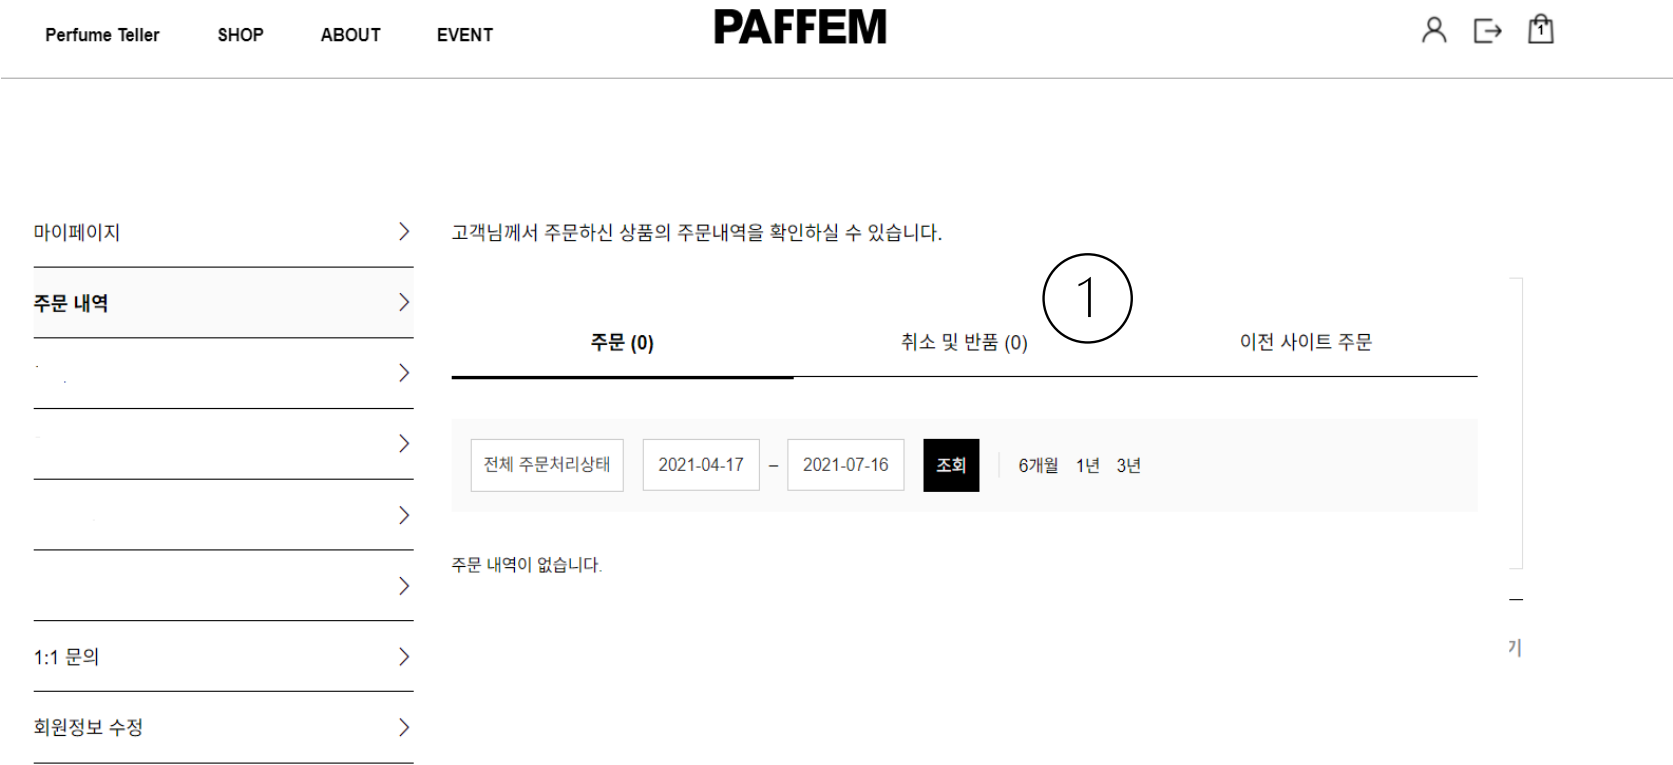 Perfume Teller SHOP ABOUT EVENT PAFFEM 1
마이페이지
주문 내역
1:1 문의
회원정보 수정
고객님께서 주문하신 상품의 주문내역을 확인하실 수 있습니다.
1
주문 (0) 취소 및 반품 (0) 이전 사이트 주문
전체 주문처리상태 2021-04-17 – 2021-07-16 조회 6개월 1년 3년
주문 내역이 없습니다.
기